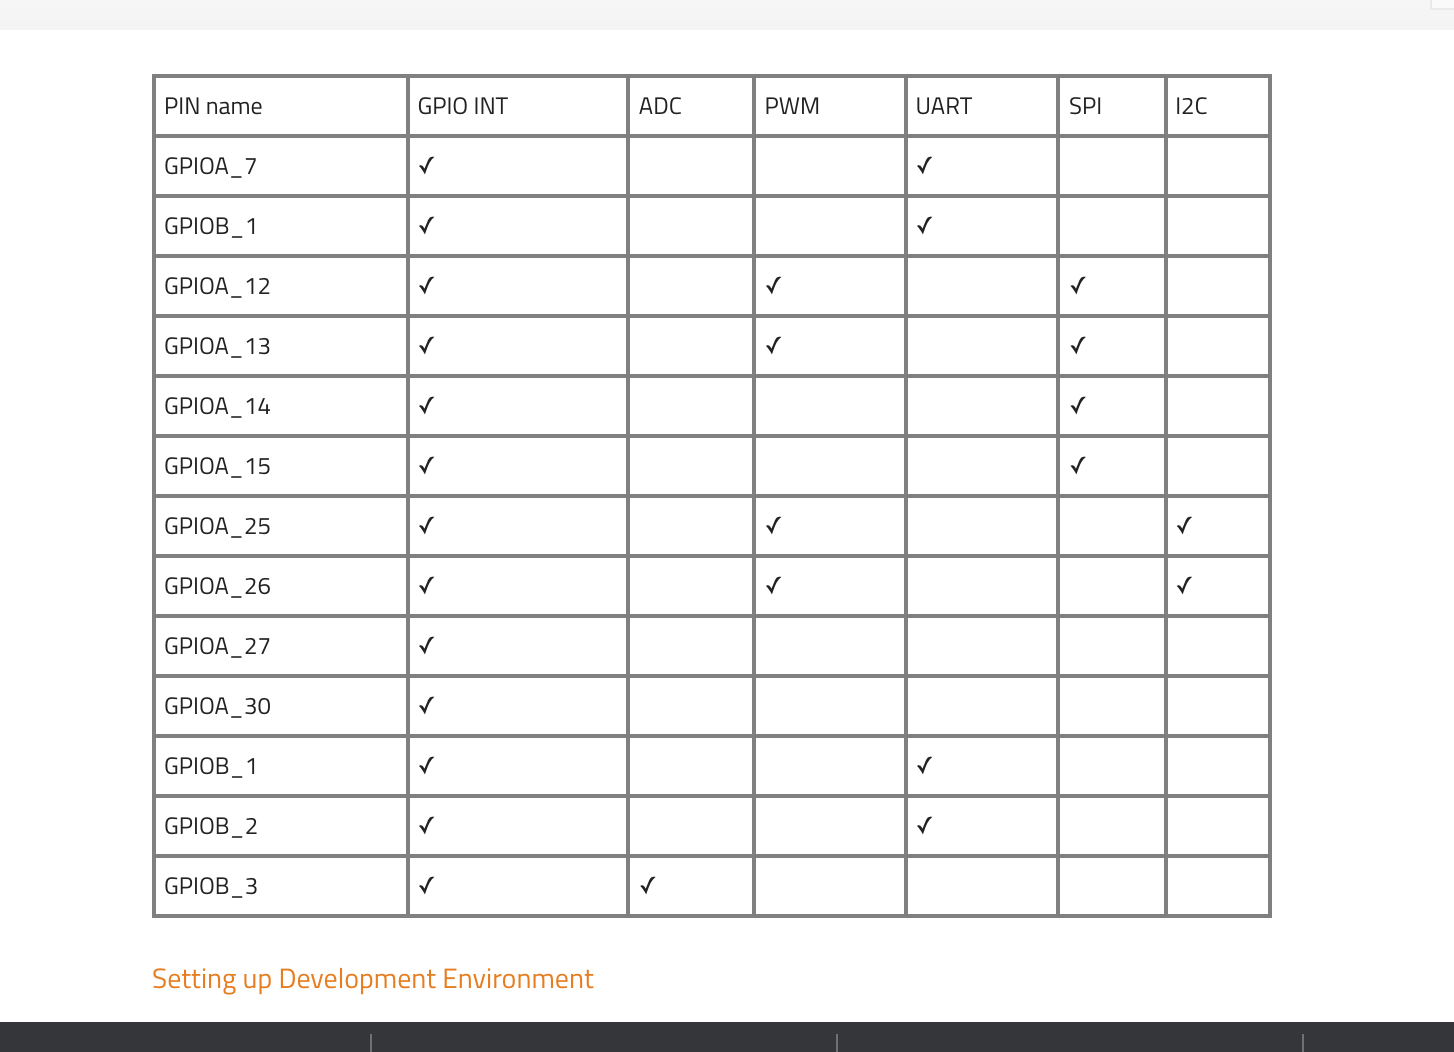 PIN name GPIO INT ADC PWM UART SPI I2C
GPIOA_7 ✓ ✓
GPIOB_1 ✓ ✓
GPIOA_12 ✓ ✓ ✓
GPIOA_13 ✓ ✓ ✓
GPIOA_14 ✓ ✓
GPIOA_15 ✓ ✓
GPIOA_25 ✓ ✓ ✓
GPIOA_26 ✓ ✓ ✓
GPIOA_27 ✓
GPIOA_30 ✓
GPIOB_1 ✓ ✓
GPIOB_2 ✓ ✓
GPIOB_3 ✓ ✓
Setting up Development Environment